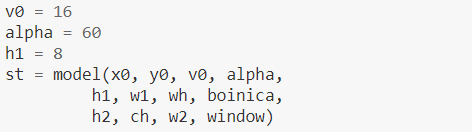 v0 = 16
alpha = 60
h1 = 8
st = model(x0, y0, v0, alpha,
        h1, w1, wh, boinica,
        h2, ch, w2, window)